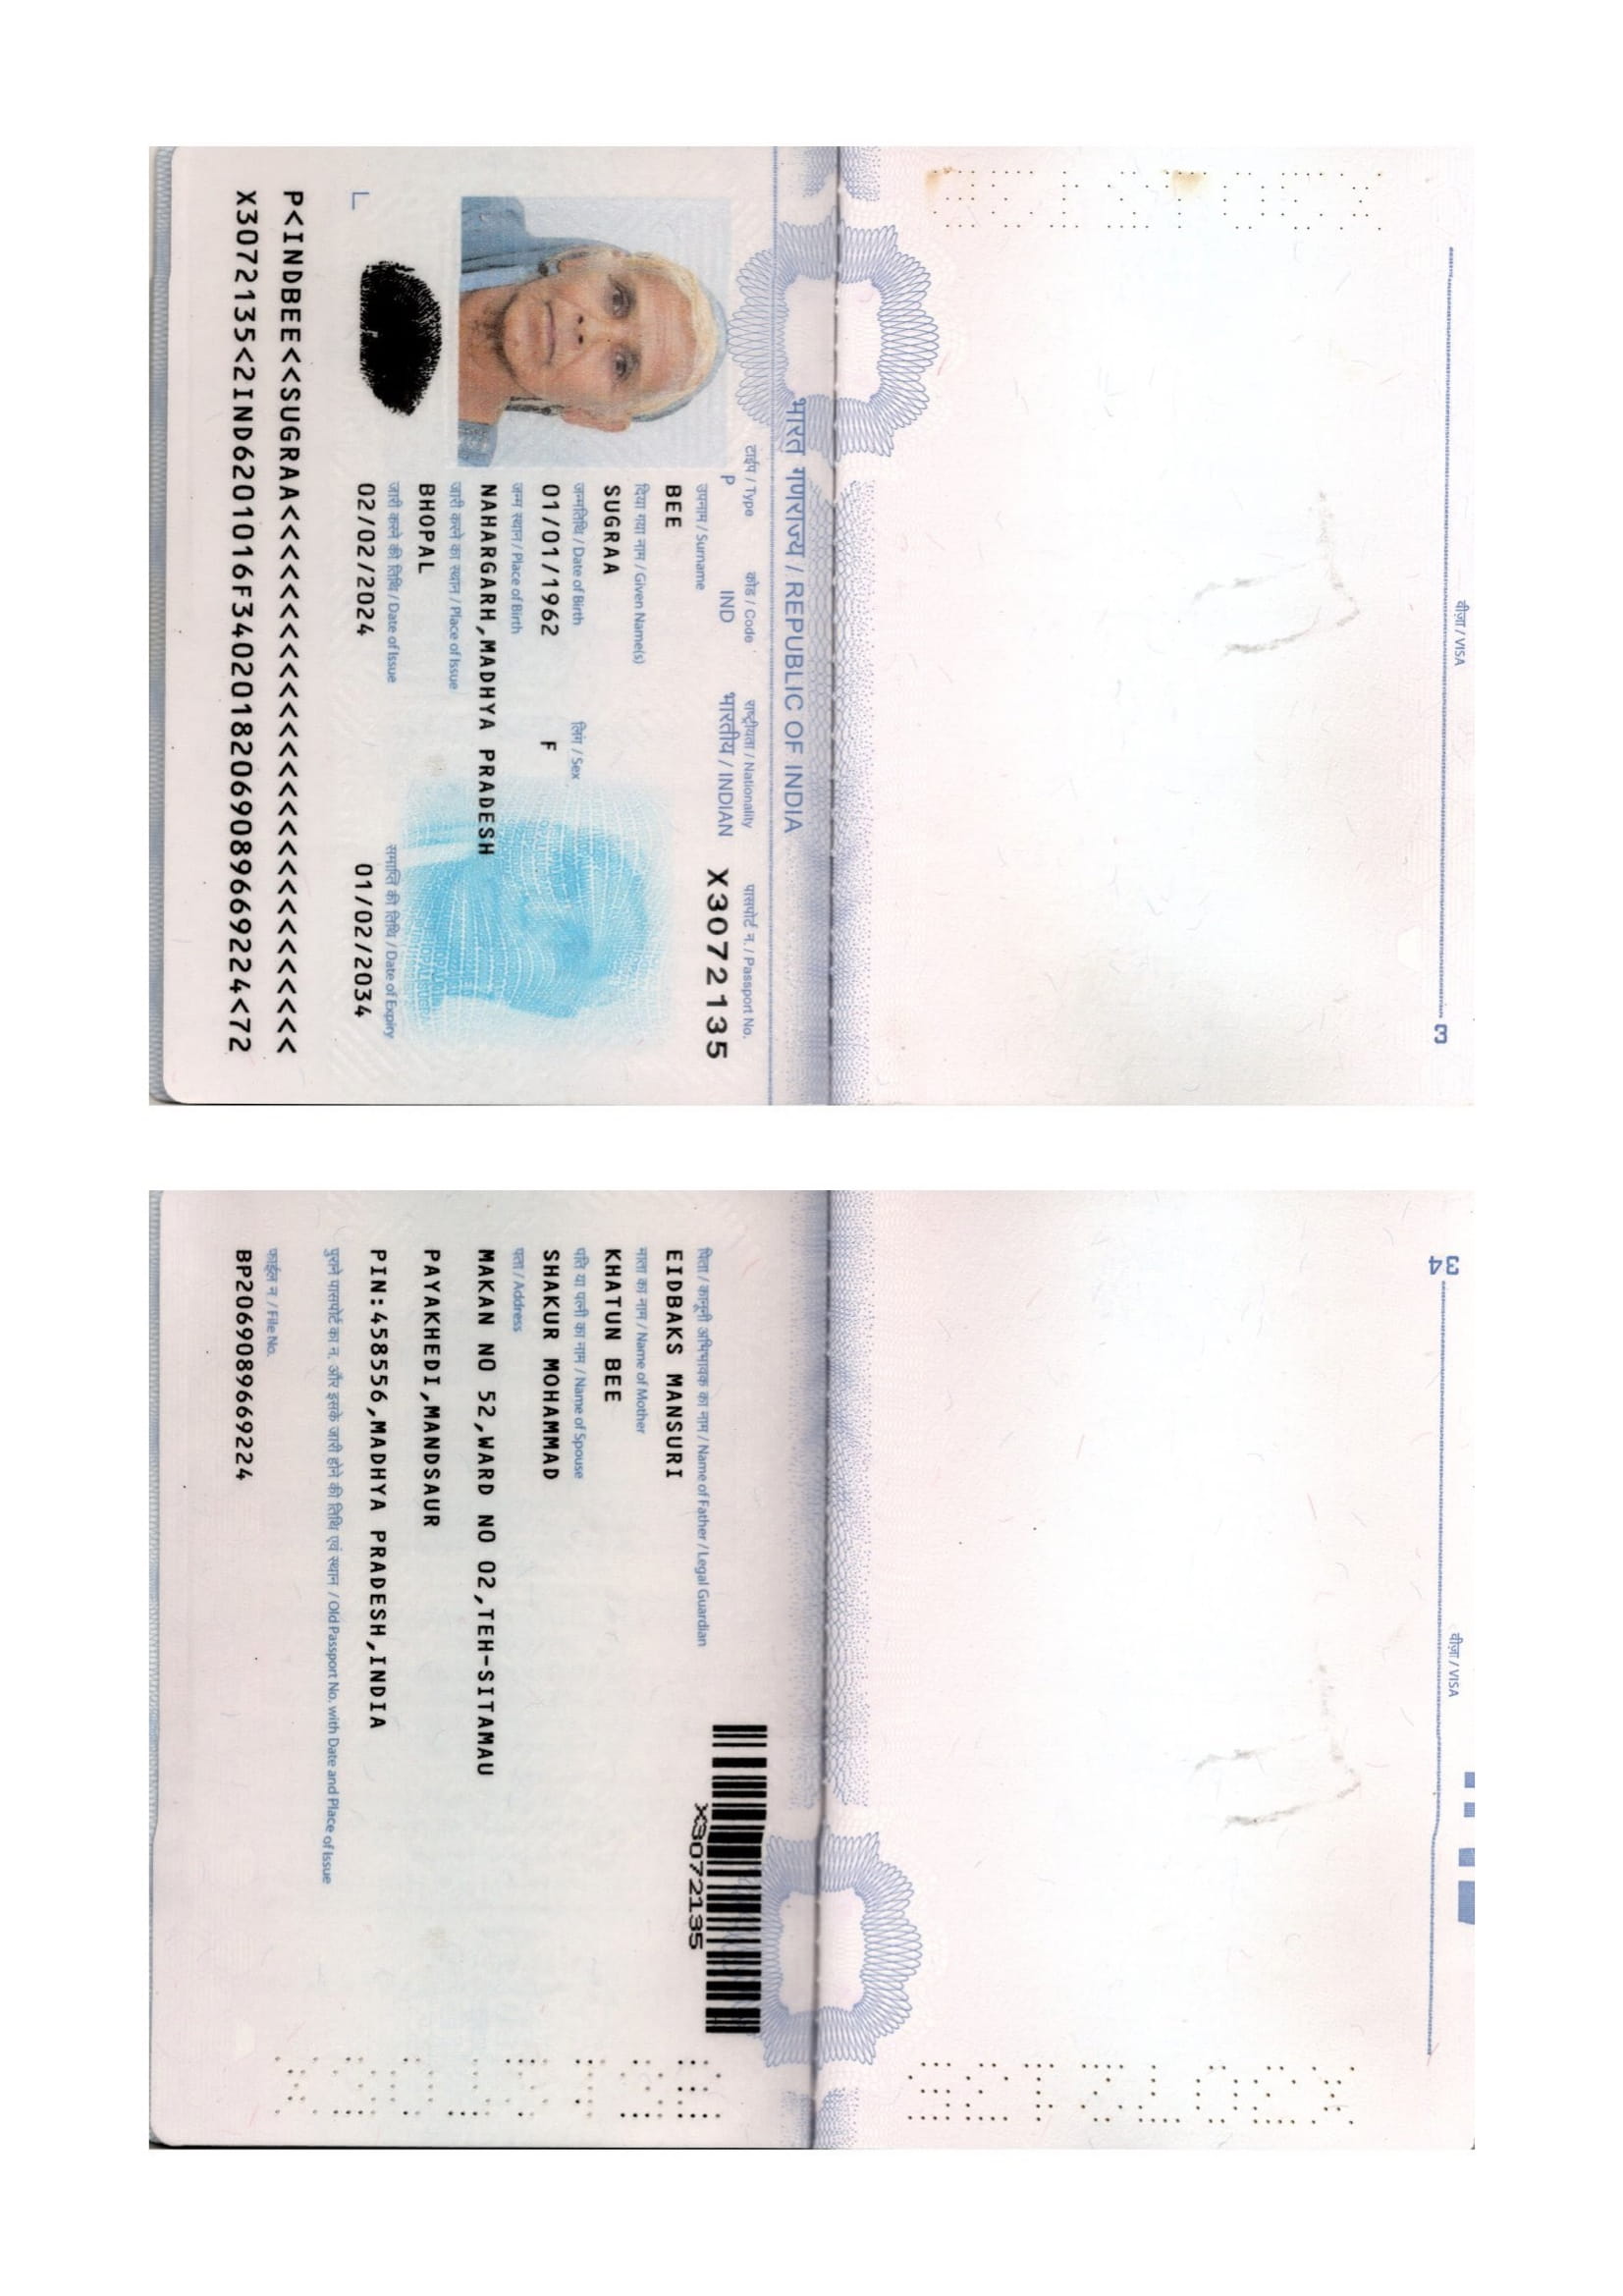 वीज़ा / VISA
3
भारत गणराज्य / REPUBLIC OF INDIA
टाईप / Type
कोड / Code
राष्ट्रीयता / Nationality
पासपोर्ट न. / Passport No.
P
IND
भारतीय / INDIAN
X3072135
उपनाम / Surname
BEE
दिया गया नाम / Given Name(s)
SUGRAA
जन्मतिथि / Date of Birth
लिंग / Sex
01/01/1962
F
जन्म स्थान / Place of Birth
NAHARGARH,MADHYA PRADESH
जारी करने का स्थान / Place of Issue
BHOPAL
जारी करने की तिथि / Date of Issue
समाप्ति की तिथि / Date of Expiry
02/02/2024
01/02/2034
P<INDBEE<<SUGRAA<<<<<<<<<<<<<<<<<<<<<<<<<<<<
X3072135<2IND6201016F34020182069089669224<72
34
वीज़ा / VISA
X3072135
पिता / कानूनी अभिभावक का नाम / Name of Father / Legal Guardian
EIDBAKS MANSURI
माता का नाम / Name of Mother
KHATUN BEE
पति या पत्नी का नाम / Name of Spouse
SHAKUR MOHAMMAD
पता / Address
MAKAN NO 52,WARD NO 02,TEH-SITAMAU
PAYAKHEDI,MANDSAUR
PIN:458556,MADHYA PRADESH,INDIA
पुराने पासपोर्ट का न. और इसके जारी होने की तिथि एवं स्थान / Old Passport No. with Date and Place of Issue
फाईल न / File No.
BP2069089669224
X3072135
X3072135